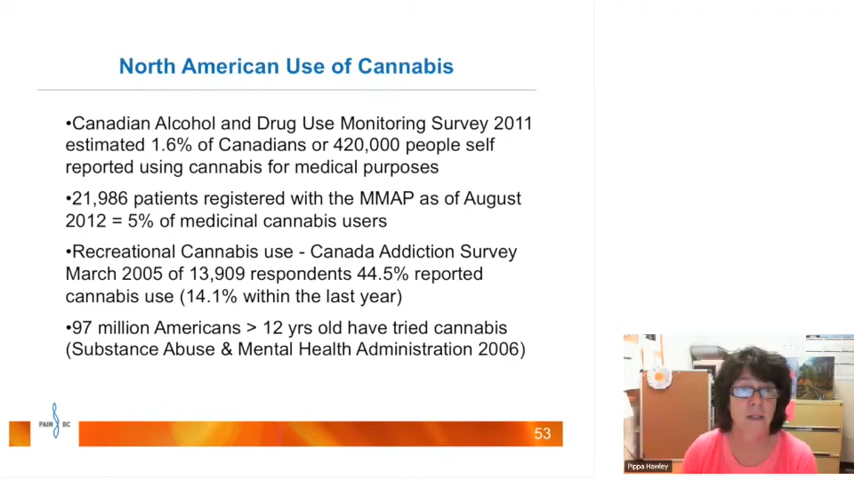 North American Use of Cannabis
•Canadian Alcohol and Drug Use Monitoring Survey 2011
estimated 1.6% of Canadians or 420,000 people self
reported using cannabis for medical purposes
•21,986 patients registered with the MMAP as of August
2012 = 5% of medicinal cannabis users
•Recreational Cannabis use - Canada Addiction Survey
March 2005 of 13,909 respondents 44.5% reported
cannabis use (14.1% within the last year)
•97 million Americans > 12 yrs old have tried cannabis
(Substance Abuse & Mental Health Administration 2006)
PAIN BC
53
Pippa Hawley